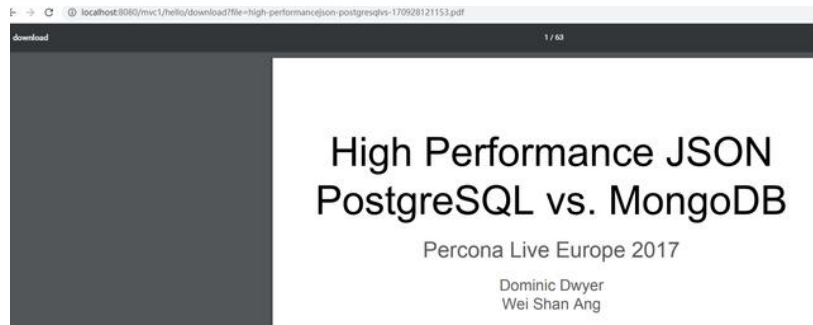 localhost:8080/mvc1/hello/download?file=high-performancejson-postgresqlvs-170928121153.pdf
download
1 / 63
High Performance JSON
PostgreSQL vs. MongoDB
Percona Live Europe 2017
Dominic Dwyer
Wei Shan Ang